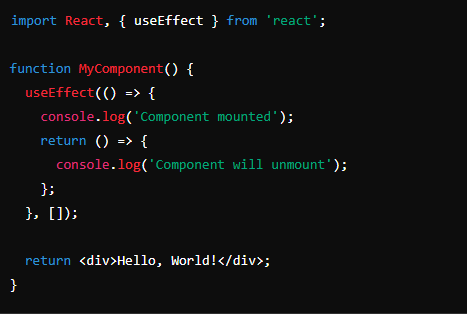 import React, { useEffect } from 'react';
function MyComponent() {
useEffect(() => {
console.log('Component mounted');
return () => {
console.log('Component will unmount');
};
}, []);
return <div>Hello, World!</div>;
}